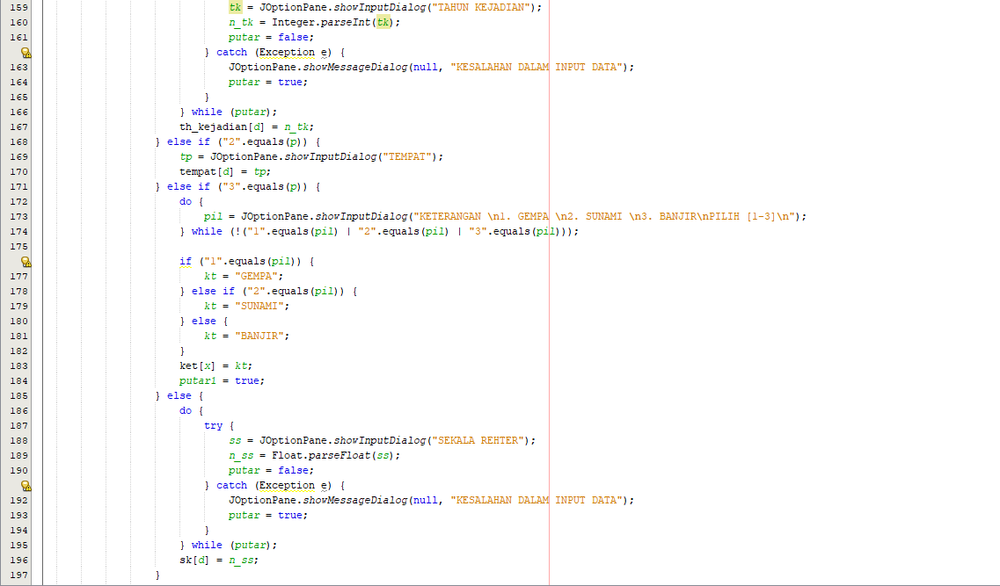 159 tk = JOptionPane.showInputDialog("TAHUN KEJADIAN");
160 n_tk = Integer.parseInt(tk);
161 putar = false;
} catch (Exception e) {
163 JOptionPane.showMessageDialog(null, "KESALAHAN DALAM INPUT DATA");
164 putar = true;
165 }
166 } while (putar);
167 th_kejadian[d] = n_tk;
168 } else if ("2".equals(p)) {
169 tp = JOptionPane.showInputDialog("TEMPAT");
170 tempat[d] = tp;
171 } else if ("3".equals(p)) {
172 do {
173 pil = JOptionPane.showInputDialog("KETERANGAN \n1. GEMPA \n2. SUNAMI \n3. BANJIR\nPILIH [1-3]\n");
174 } while (!("1".equals(pil) | "2".equals(pil) | "3".equals(pil)));
175
if ("1".equals(pil)) {
177 kt = "GEMPA";
178 } else if ("2".equals(pil)) {
179 kt = "SUNAMI";
180 } else {
181 kt = "BANJIR";
182 }
183 ket[x] = kt;
184 putar1 = true;
185 } else {
186 do {
187 try {
188 ss = JOptionPane.showInputDialog("SEKALA REHTER");
189 n_ss = Float.parseFloat(ss);
190 putar = false;
} catch (Exception e) {
192 JOptionPane.showMessageDialog(null, "KESALAHAN DALAM INPUT DATA");
193 putar = true;
194 }
195 } while (putar);
196 sk[d] = n_ss;
197 }